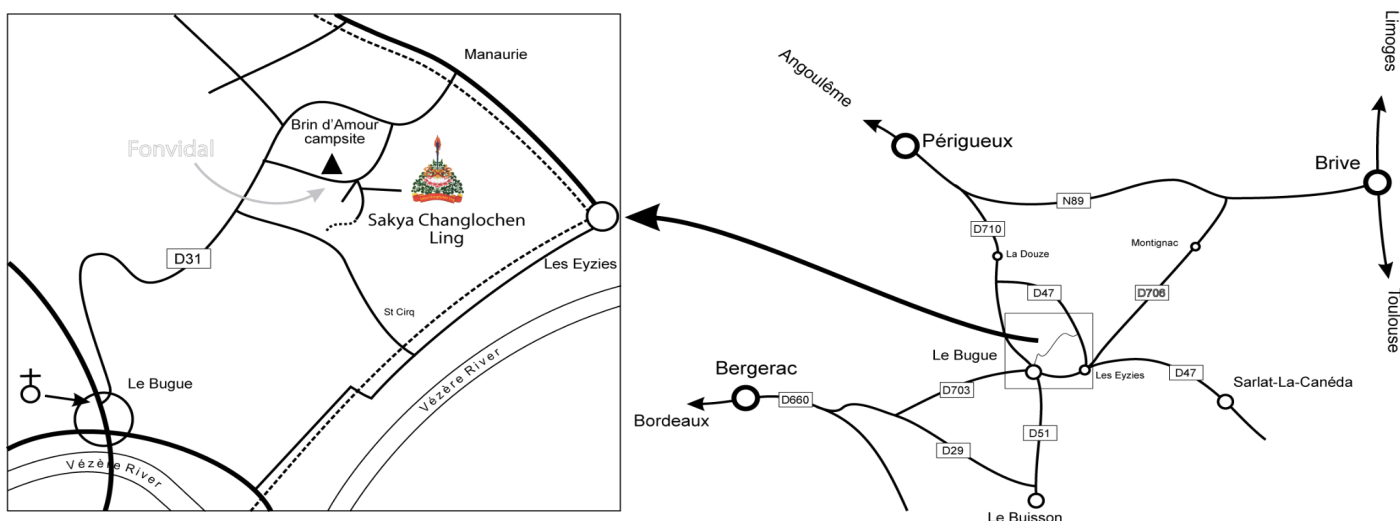 Manaurie
Brin d'Amour
campsite
Fonvidal
Sakya Changlochen
Ling
D31
Les Eyzies
St Cirq
Le Bugue
Vézère River
Vézère River
Limoges
Angoulême
Périgueux
Brive
N89
D710
La Douze
Montignac
D47
D706
Toulouse
Le Bugue
Les Eyzies
D47
Sarlat-La-Canéda
Bergerac
D660
D703
Bordeaux
D51
D29
Le Buisson